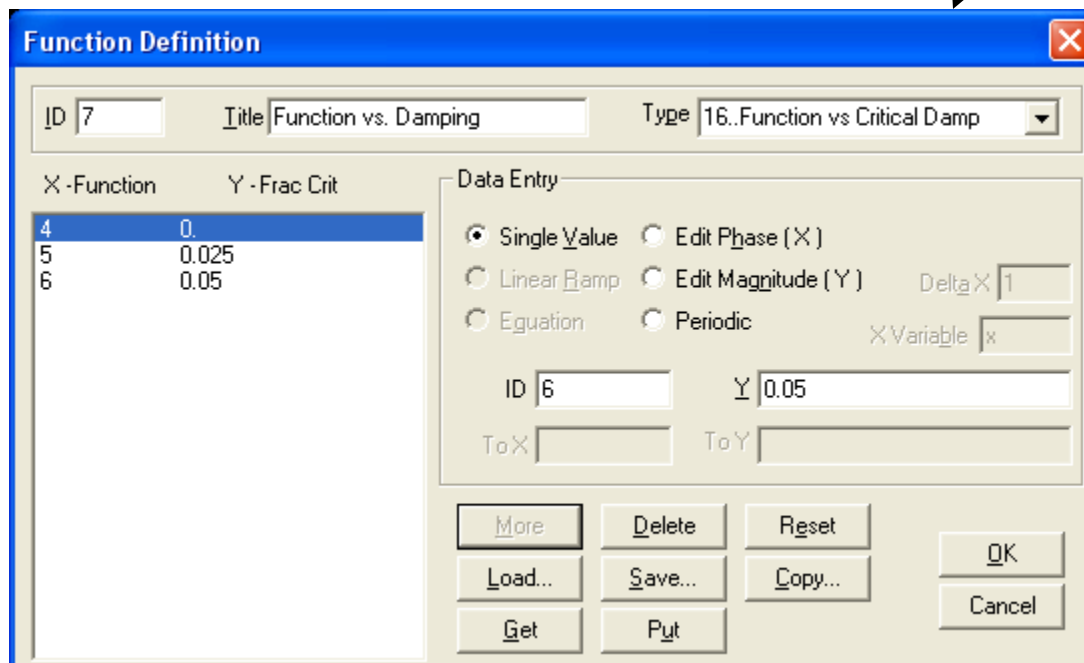 Function Definition
ID 7 Title Function vs. Damping Type 16..Function vs Critical Damp
X -Function Y - Frac Crit
4 0.
5 0.025
6 0.05
Data Entry
Single Value Edit Phase ( X )
Linear Ramp Edit Magnitude ( Y ) Delta X 1
Equation Periodic X Variable x
ID 6 Y 0.05
To X To Y
More Delete Reset
Load... Save... Copy...
OK
Get Put
Cancel